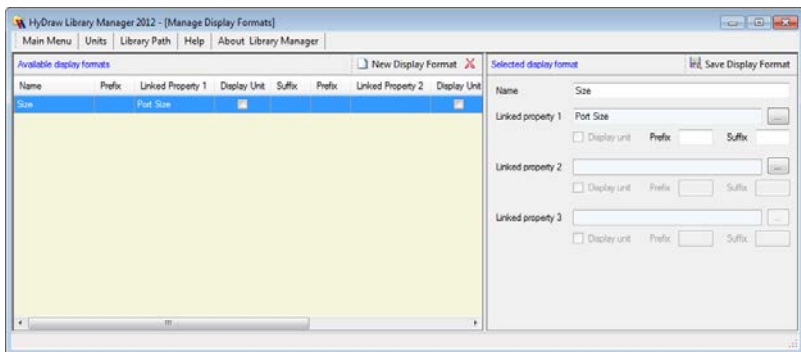 HyDraw Library Manager 2012 - [Manage Display Formats]
Main Menu Units Library Path Help About Library Manager
Available display formats New Display Format
Name Prefix Linked Property 1 Display Unit Suffix Prefix Linked Property 2 Display Unit
Size Port Size
Selected display format Save Display Format
Name Size
Linked property 1 Port Size ...
Display unit Prefix Suffix
Linked property 2 ...
Display unit Prefix Suffix
Linked property 3 ...
Display unit Prefix Suffix